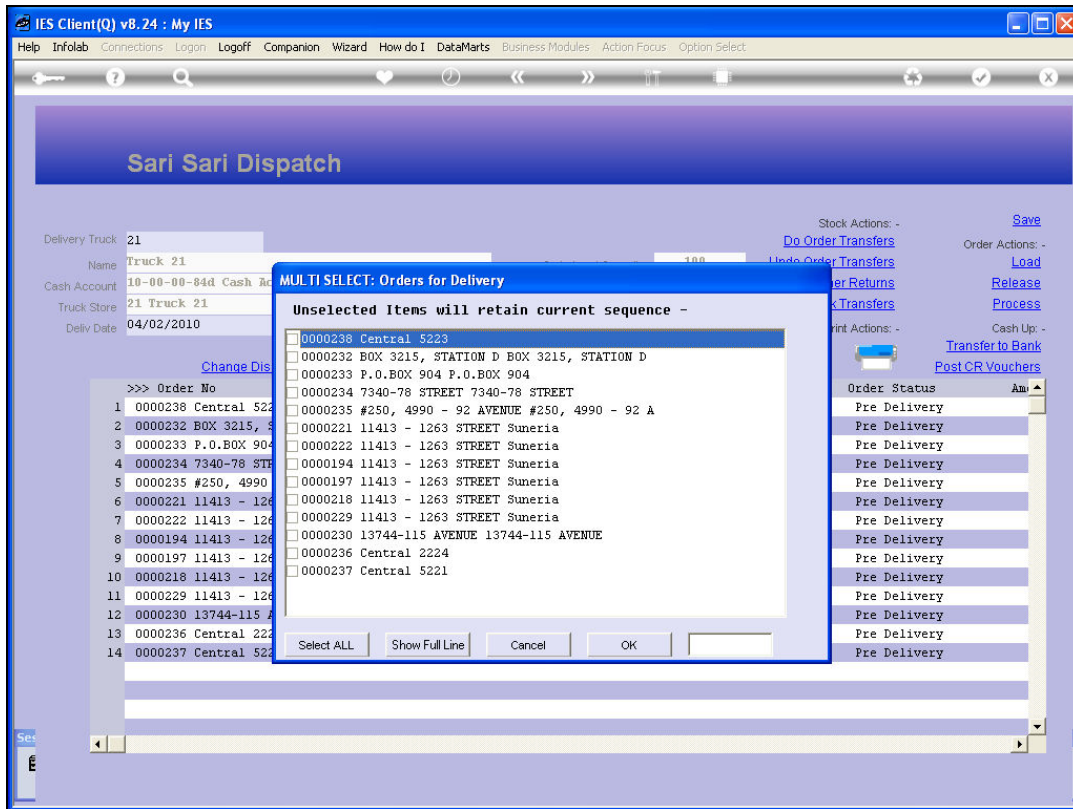 IES Client(Q) v8.24 : My IES
Help Infolab Connections Logon Logoff Companion Wizard How do I DataMarts Business Modules Action Focus Option Select
Sari Sari Dispatch
Stock Actions: - Save
Delivery Truck 21 Do Order Transfers Order Actions: -
Name Truck 21 100 Undo Order Transfers Load
Cash Account 10-00-00-84d Cash er Returns Release
Truck Store 21 Truck 21 Transfers Process
Deliv Date 04/02/2010 rint Actions: - Cash Up: -
Transfer to Bank
Change Dis Post CR Vouchers
MULTI SELECT: Orders for Delivery
Unselected Items will retain current sequence -
0000238 Central 5223
0000232 BOX 3215, STATION D BOX 3215, STATION D
0000233 P.O.BOX 904 P.O.BOX 904
0000234 7340-78 STREET 7340-78 STREET
0000235 #250, 4990 - 92 AVENUE #250, 4990 - 92 A
0000221 11413 - 1263 STREET Suneria
0000222 11413 - 1263 STREET Suneria
0000194 11413 - 1263 STREET Suneria
0000197 11413 - 1263 STREET Suneria
0000218 11413 - 1263 STREET Suneria
0000229 11413 - 1263 STREET Suneria
0000230 13744-115 AVENUE 13744-115 AVENUE
0000236 Central 2224
0000237 Central 5221
Select ALL Show Full Line Cancel OK
>>> Order No Order Status Am
1 0000238 Central 522 Pre Delivery
2 0000232 BOX 3215, Pre Delivery
3 0000233 P.O.BOX 904 Pre Delivery
4 0000234 7340-78 STR Pre Delivery
5 0000235 #250, 4990 Pre Delivery
6 0000221 11413 - 126 Pre Delivery
7 0000222 11413 - 126 Pre Delivery
8 0000194 11413 - 126 Pre Delivery
9 0000197 11413 - 126 Pre Delivery
10 0000218 11413 - 126 Pre Delivery
11 0000229 11413 - 126 Pre Delivery
12 0000230 13744-115 Pre Delivery
13 0000236 Central 222 Pre Delivery
14 0000237 Central 522 Pre Delivery
Ses